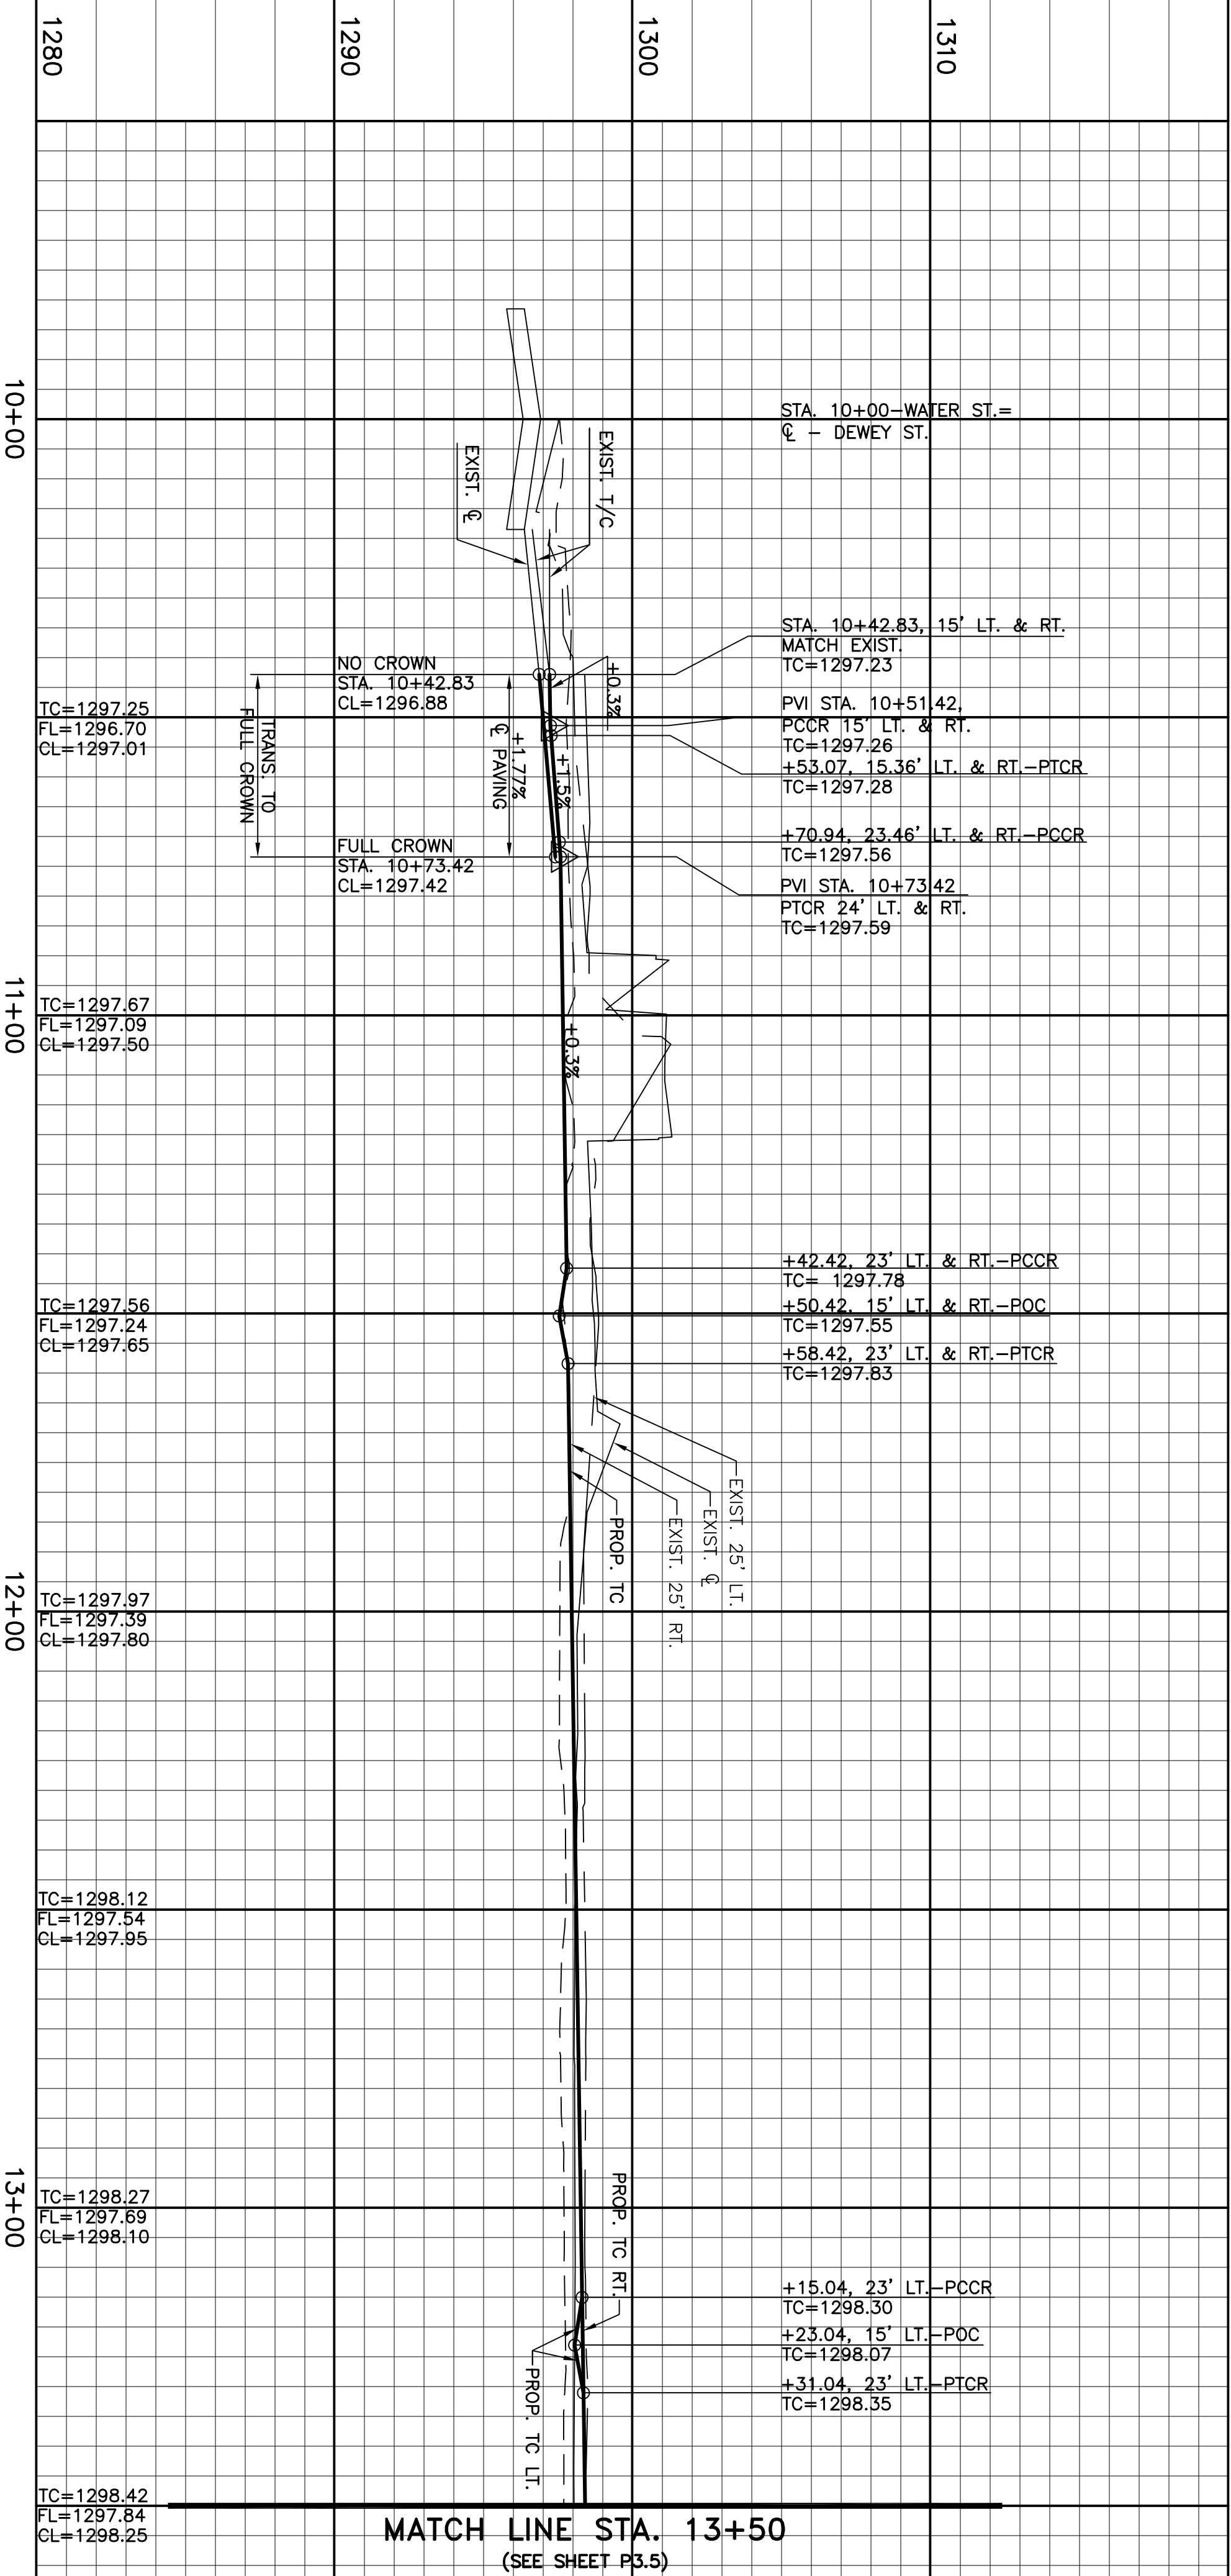 1280
1290
1300
1310
10+00
11+00
12+00
13+00
STA. 10+00-WATER ST.=
℄ - DEWEY ST.
EXIST. T/C
EXIST. ℄
STA. 10+42.83, 15' LT. & RT.
MATCH EXIST.
TC=1297.23
NO CROWN
STA. 10+42.83
CL=1296.88
+0.3%
PVI STA. 10+51.42,
PCCR 15' LT. & RT.
TC=1297.26
+53.07, 15.36' LT. & RT.-PTCR
TC=1297.28
TC=1297.25
FL=1296.70
CL=1297.01
TRANS. TO
FULL CROWN
+1.77%
℄ PAVING
+1.5%
+70.94, 23.46' LT. & RT.-PCCR
TC=1297.56
FULL CROWN
STA. 10+73.42
CL=1297.42
PVI STA. 10+73.42
PTCR 24' LT. & RT.
TC=1297.59
TC=1297.67
FL=1297.09
CL=1297.50
+0.3%
+42.42, 23' LT. & RT.-PCCR
TC= 1297.78
+50.42, 15' LT. & RT.-POC
TC=1297.55
+58.42, 23' LT. & RT.-PTCR
TC=1297.83
TC=1297.56
FL=1297.24
CL=1297.65
EXIST. 25' LT.
EXIST. ℄
EXIST. 25' RT.
PROP. TC
TC=1297.97
FL=1297.39
CL=1297.80
TC=1298.12
FL=1297.54
CL=1297.95
TC=1298.27
FL=1297.69
CL=1298.10
PROP. TC RT.
+15.04, 23' LT.-PCCR
TC=1298.30
+23.04, 15' LT.-POC
TC=1298.07
+31.04, 23' LT.-PTCR
TC=1298.35
PROP. TC LT.
TC=1298.42
FL=1297.84
CL=1298.25
MATCH LINE STA. 13+50
(SEE SHEET P3.5)